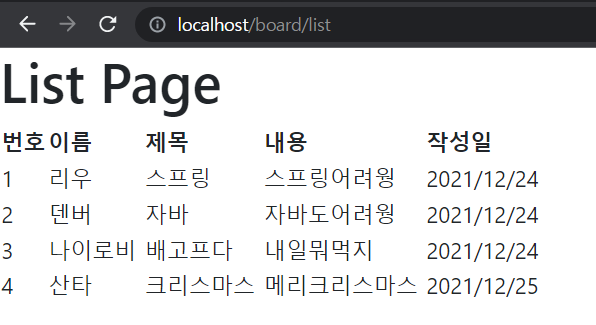 localhost/board/list
List Page
번호 이름 제목 내용 작성일
1 리우 스프링 스프링어려웡 2021/12/24
2 덴버 자바 자바도어려웡 2021/12/24
3 나이로비 배고프다 내일뭐먹지 2021/12/24
4 산타 크리스마스 메리크리스마스 2021/12/25